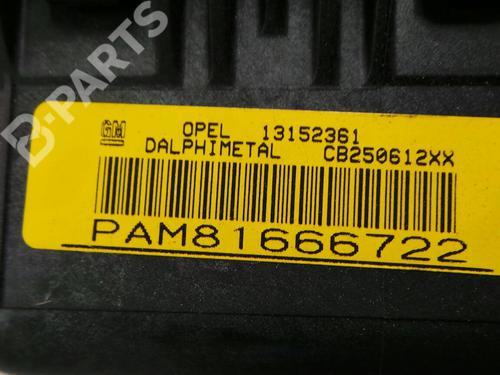 B-PARTS
GM OPEL 13152361
DALPHIMETAL CB250612XX
PAM81666722